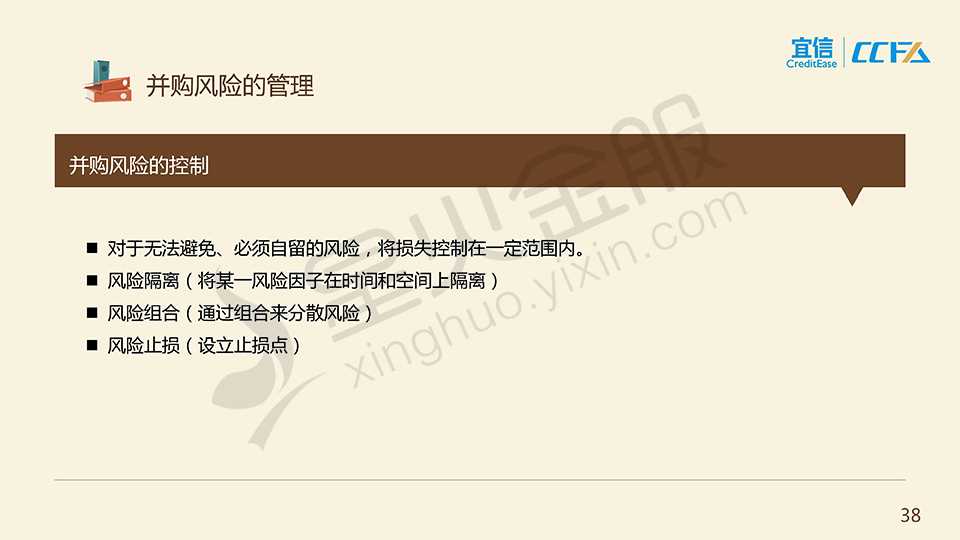 宜信
CreditEase
CCFA
并购风险的管理
并购风险的控制
■ 对于无法避免、必须自留的风险，将损失控制在一定范围内。
■ 风险隔离（将某一风险因子在时间和空间上隔离）
■ 风险组合（通过组合来分散风险）
■ 风险止损（设立止损点）
星火金服
xinghuo.yixin.com
38